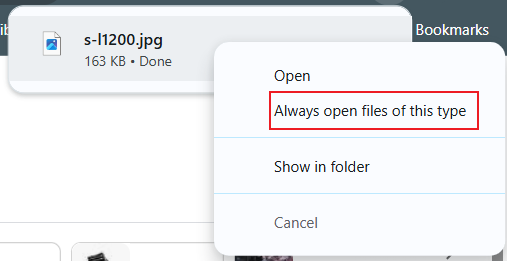 s-l1200.jpg
163 KB • Done
Bookmarks
Open
Always open files of this type
Show in folder
Cancel